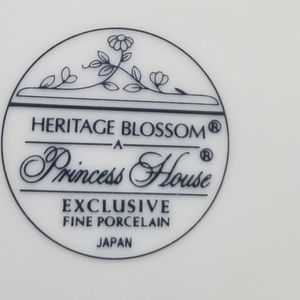 HERITAGE BLOSSOM®
A
Princess House®
EXCLUSIVE
FINE PORCELAIN
JAPAN